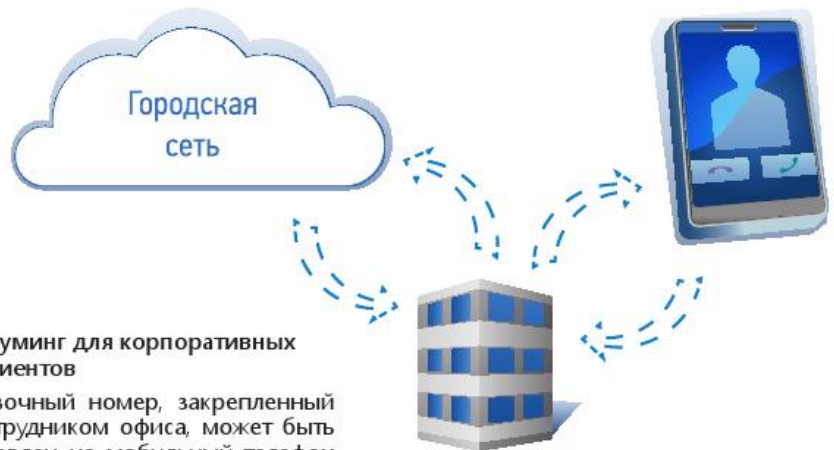 Городская
сеть
уминг для корпоративных
иентов
вочный номер, закрепленный
трудником офиса, может быть